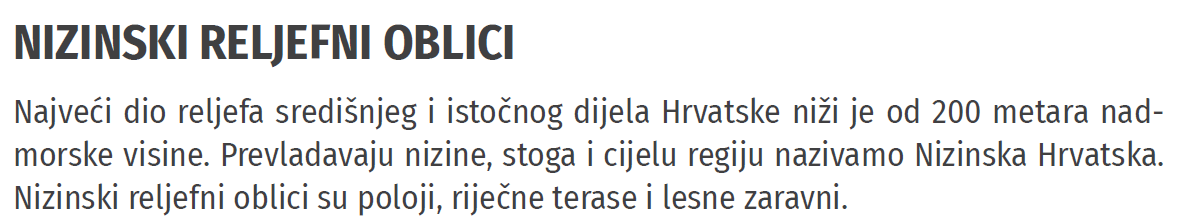 NIZINSKI RELJEFNI OBLICI
Najveći dio reljefa središnjeg i istočnog dijela Hrvatske niži je od 200 metara nad-
morske visine. Prevladavaju nizine, stoga i cijelu regiju nazivamo Nizinska Hrvatska.
Nizinski reljefni oblici su poloji, riječne terase i lesne zaravni.